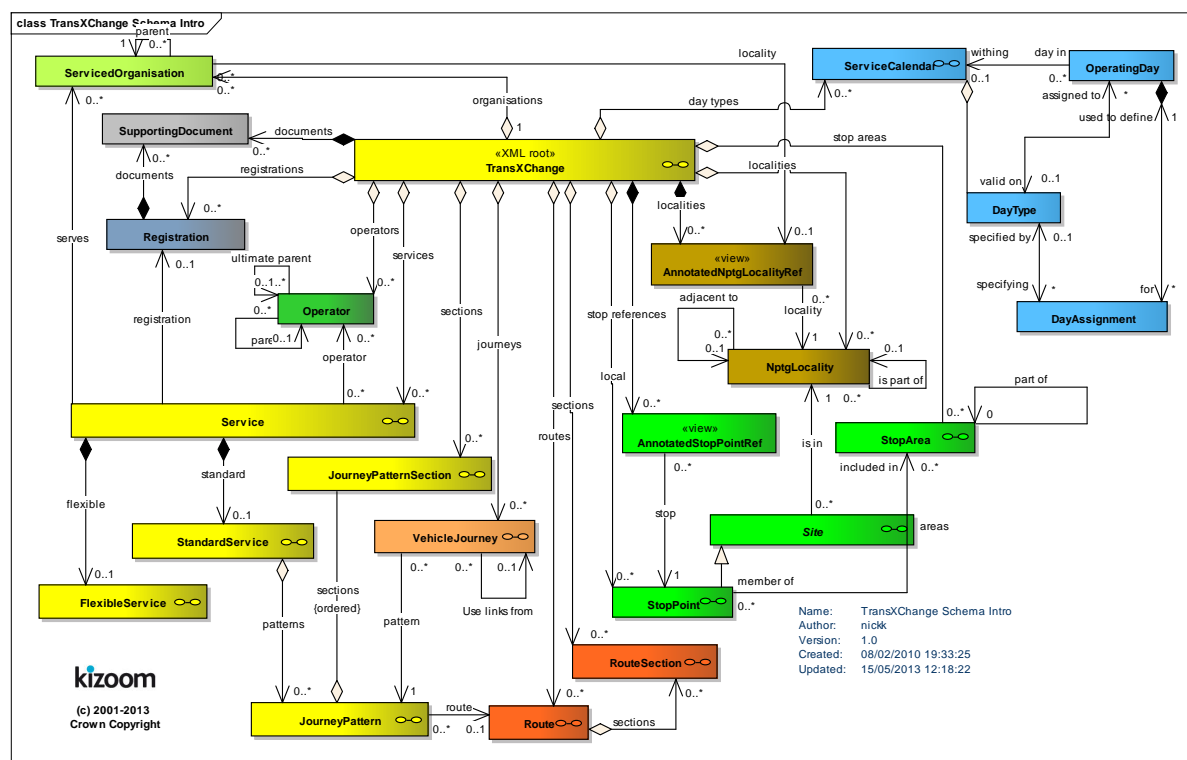 class TransXChange Schema Intro
parent
1
0..*
ServicedOrganisation
0..*
0..*
0..*
locality
organisations
1
day types
0..*
ServiceCalendar
withing
0..1
day in
0..*
OperatingDay
assigned to
*
used to define
1
SupportingDocument
documents
0..*
0..*
documents
«XML root»
TransXChange
stop areas
localities
registrations
0..*
Registration
0..1
operators
services
localities
0..*
0..1
valid on
0..1
DayType
specified by
0..1
serves
ultimate parent
0..1
0..*
Operator
0..*
0..1
0..*
registration
operator
0..*
sections
journeys
stop references
«view»
AnnotatedNptgLocalityRef
adjacent to
0..*
locality
1
0..*
0..1
0..*
NptgLocality
0..1
is part of
1
0..*
specifying
*
for
*
DayAssignment
Service
0..*
local
sections
routes
0..*
«view»
AnnotatedStopPointRef
0..*
is in
part of
0..*
0
StopArea
included in
0..*
flexible
standard
0..*
JourneyPatternSection
stop
0..*
0..1
StandardService
0..*
VehicleJourney
0..*
0..*
0..1
Use links from
Site
areas
0..1
FlexibleService
sections
{ordered}
patterns
pattern
0..*
1
StopPoint
member of
0..*
Name: TransXChange Schema Intro
Author: nickk
Version: 1.0
Created: 08/02/2010 19:33:25
Updated: 15/05/2013 12:18:22
0..*
RouteSection
0..*
kizoom
(c) 2001-2013
Crown Copyright
0..*
1
JourneyPattern
route
0..*
0..1
0..*
Route
sections